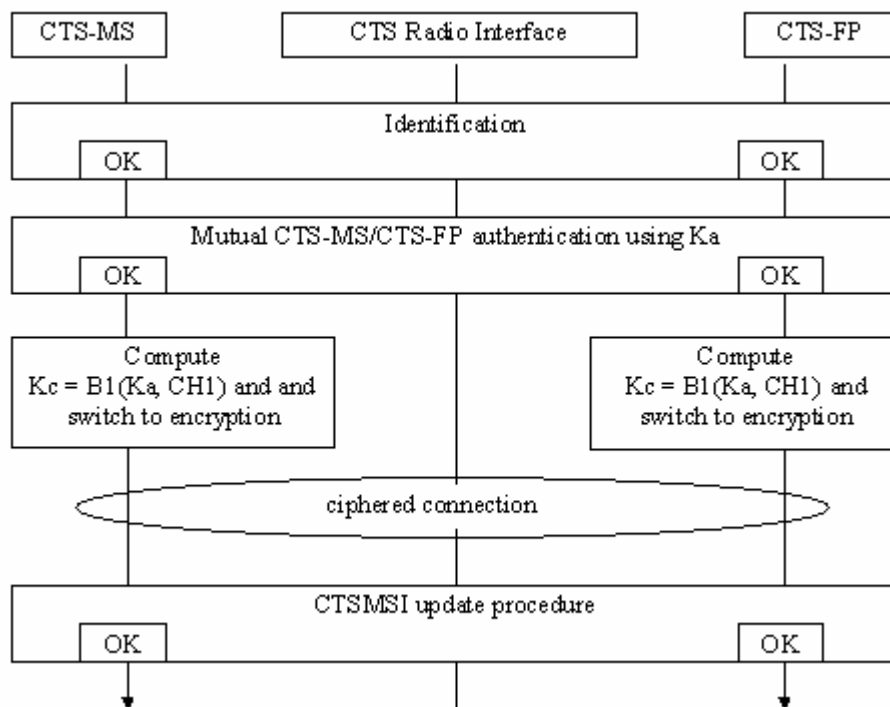 CTS-MS
CTS Radio Interface
CTS-FP
Identification
OK
OK
Mutual CTS-MS/CTS-FP authentication using Ka
OK
OK
Compute
Kc = B1(Ka, CH1) and and
switch to encryption
Compute
Kc = B1(Ka, CH1) and
switch to encryption
ciphered connection
CTSMSI update procedure
OK
OK